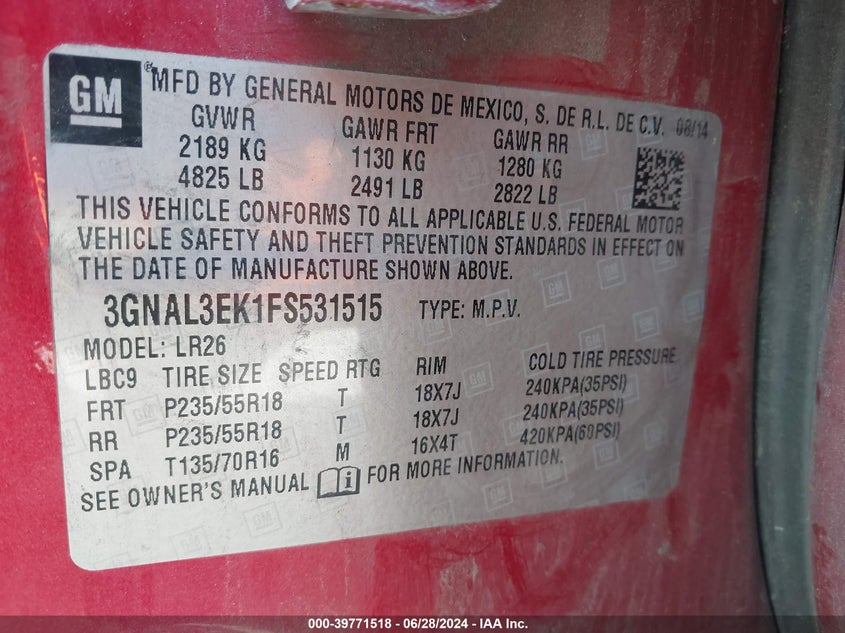 GM ® MFD BY GENERAL MOTORS DE MEXICO, S. DE R.L. DE C.V. 08/14
GVWR GAWR FRT GAWR RR
2189 KG 1130 KG 1280 KG
4825 LB 2491 LB 2822 LB
THIS VEHICLE CONFORMS TO ALL APPLICABLE U.S. FEDERAL MOTOR
VEHICLE SAFETY AND THEFT PREVENTION STANDARDS IN EFFECT ON
THE DATE OF MANUFACTURE SHOWN ABOVE.
3GNAL3EK1FS531515 TYPE: M.P.V.
MODEL: LR26
LBC9 TIRE SIZE SPEED RTG RIM COLD TIRE PRESSURE
FRT P235/55R18 T 18X7J 240KPA(35PSI)
RR P235/55R18 T 18X7J 240KPA(35PSI)
SPA T135/70R16 M 16X4T 420KPA(60PSI)
SEE OWNER'S MANUAL FOR MORE INFORMATION.
000-39771518 - 06/28/2024 - IAA Inc.